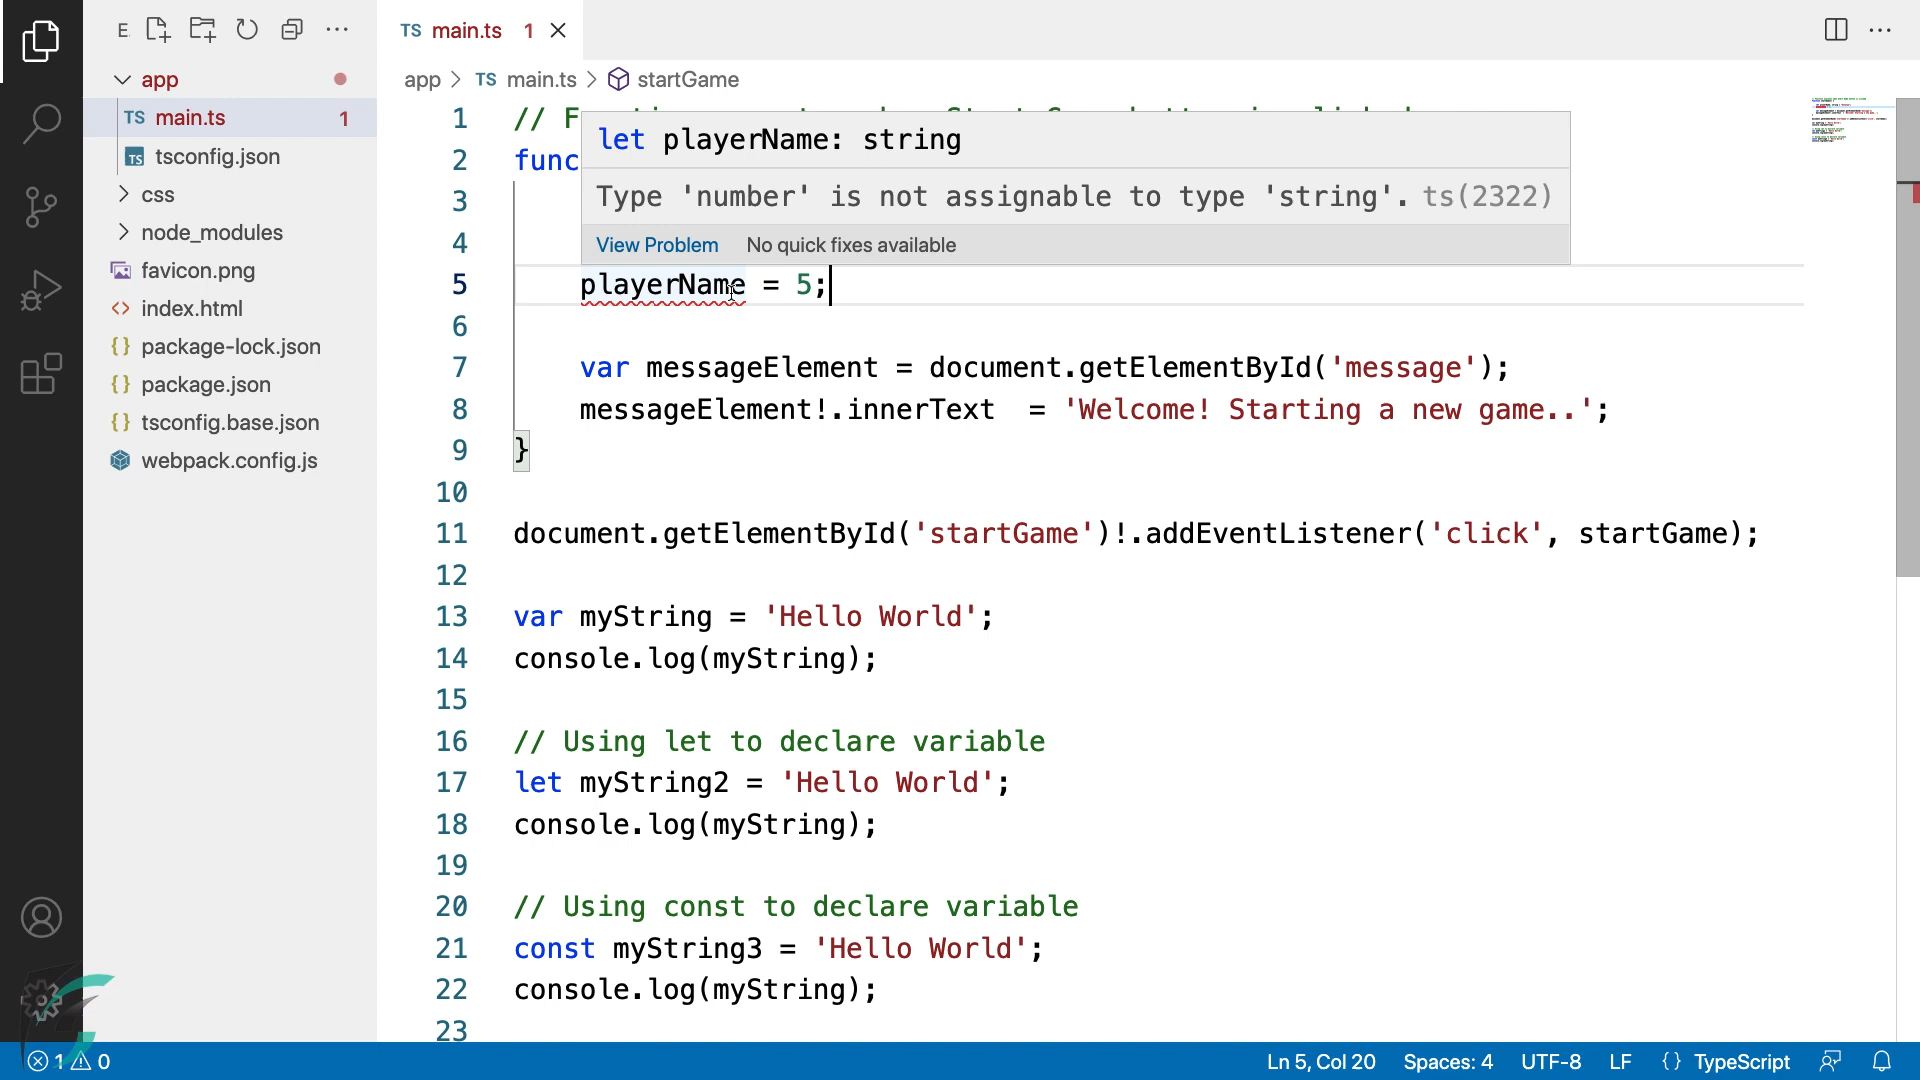 E
app
TS main.ts 1
TS tsconfig.json
css
node_modules
favicon.png
index.html
package-lock.json
package.json
tsconfig.base.json
webpack.config.js
TS main.ts 1
app > TS main.ts > startGame
1 // F
let playerName: string
2 func
Type 'number' is not assignable to type 'string'. ts(2322)
3
4
View Problem No quick fixes available
5 playerName = 5;
6
7 var messageElement = document.getElementById('message');
8 messageElement!.innerText  = 'Welcome! Starting a new game..';
9 }
10
11 document.getElementById('startGame')!.addEventListener('click', startGame);
12
13 var myString = 'Hello World';
14 console.log(myString);
15
16 // Using let to declare variable
17 let myString2 = 'Hello World';
18 console.log(myString);
19
20 // Using const to declare variable
21 const myString3 = 'Hello World';
22 console.log(myString);
23
1 0 Ln 5, Col 20 Spaces: 4 UTF-8 LF {} TypeScript